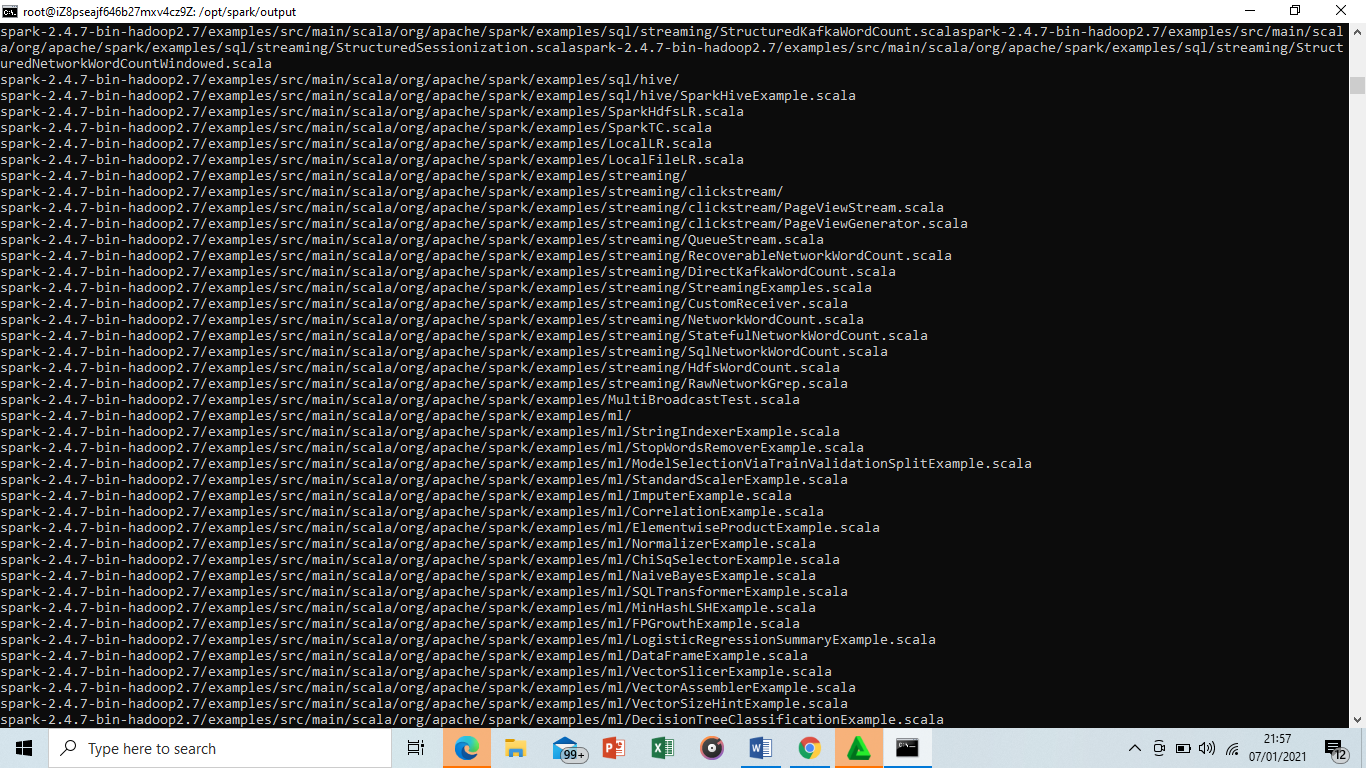 root@iZ8pseajf646b27mxv4cz9Z: /opt/spark/output
spark-2.4.7-bin-hadoop2.7/examples/src/main/scala/org/apache/spark/examples/sql/streaming/StructuredKafkaWordCount.scalaspark-2.4.7-bin-hadoop2.7/examples/src/main/scal
a/org/apache/spark/examples/sql/streaming/StructuredSessionization.scalaspark-2.4.7-bin-hadoop2.7/examples/src/main/scala/org/apache/spark/examples/sql/streaming/Struct
uredNetworkWordCountWindowed.scala
spark-2.4.7-bin-hadoop2.7/examples/src/main/scala/org/apache/spark/examples/sql/hive/
spark-2.4.7-bin-hadoop2.7/examples/src/main/scala/org/apache/spark/examples/sql/hive/SparkHiveExample.scala
spark-2.4.7-bin-hadoop2.7/examples/src/main/scala/org/apache/spark/examples/SparkHdfsLR.scala
spark-2.4.7-bin-hadoop2.7/examples/src/main/scala/org/apache/spark/examples/SparkTC.scala
spark-2.4.7-bin-hadoop2.7/examples/src/main/scala/org/apache/spark/examples/LocalLR.scala
spark-2.4.7-bin-hadoop2.7/examples/src/main/scala/org/apache/spark/examples/LocalFileLR.scala
spark-2.4.7-bin-hadoop2.7/examples/src/main/scala/org/apache/spark/examples/streaming/
spark-2.4.7-bin-hadoop2.7/examples/src/main/scala/org/apache/spark/examples/streaming/clickstream/
spark-2.4.7-bin-hadoop2.7/examples/src/main/scala/org/apache/spark/examples/streaming/clickstream/PageViewStream.scala
spark-2.4.7-bin-hadoop2.7/examples/src/main/scala/org/apache/spark/examples/streaming/clickstream/PageViewGenerator.scala
spark-2.4.7-bin-hadoop2.7/examples/src/main/scala/org/apache/spark/examples/streaming/QueueStream.scala
spark-2.4.7-bin-hadoop2.7/examples/src/main/scala/org/apache/spark/examples/streaming/RecoverableNetworkWordCount.scala
spark-2.4.7-bin-hadoop2.7/examples/src/main/scala/org/apache/spark/examples/streaming/DirectKafkaWordCount.scala
spark-2.4.7-bin-hadoop2.7/examples/src/main/scala/org/apache/spark/examples/streaming/StreamingExamples.scala
spark-2.4.7-bin-hadoop2.7/examples/src/main/scala/org/apache/spark/examples/streaming/CustomReceiver.scala
spark-2.4.7-bin-hadoop2.7/examples/src/main/scala/org/apache/spark/examples/streaming/NetworkWordCount.scala
spark-2.4.7-bin-hadoop2.7/examples/src/main/scala/org/apache/spark/examples/streaming/StatefulNetworkWordCount.scala
spark-2.4.7-bin-hadoop2.7/examples/src/main/scala/org/apache/spark/examples/streaming/SqlNetworkWordCount.scala
spark-2.4.7-bin-hadoop2.7/examples/src/main/scala/org/apache/spark/examples/streaming/HdfsWordCount.scala
spark-2.4.7-bin-hadoop2.7/examples/src/main/scala/org/apache/spark/examples/streaming/RawNetworkGrep.scala
spark-2.4.7-bin-hadoop2.7/examples/src/main/scala/org/apache/spark/examples/MultiBroadcastTest.scala
spark-2.4.7-bin-hadoop2.7/examples/src/main/scala/org/apache/spark/examples/ml/
spark-2.4.7-bin-hadoop2.7/examples/src/main/scala/org/apache/spark/examples/ml/StringIndexerExample.scala
spark-2.4.7-bin-hadoop2.7/examples/src/main/scala/org/apache/spark/examples/ml/StopWordsRemoverExample.scala
spark-2.4.7-bin-hadoop2.7/examples/src/main/scala/org/apache/spark/examples/ml/ModelSelectionViaTrainValidationSplitExample.scala
spark-2.4.7-bin-hadoop2.7/examples/src/main/scala/org/apache/spark/examples/ml/StandardScalerExample.scala
spark-2.4.7-bin-hadoop2.7/examples/src/main/scala/org/apache/spark/examples/ml/ImputerExample.scala
spark-2.4.7-bin-hadoop2.7/examples/src/main/scala/org/apache/spark/examples/ml/CorrelationExample.scala
spark-2.4.7-bin-hadoop2.7/examples/src/main/scala/org/apache/spark/examples/ml/ElementwiseProductExample.scala
spark-2.4.7-bin-hadoop2.7/examples/src/main/scala/org/apache/spark/examples/ml/NormalizerExample.scala
spark-2.4.7-bin-hadoop2.7/examples/src/main/scala/org/apache/spark/examples/ml/ChiSqSelectorExample.scala
spark-2.4.7-bin-hadoop2.7/examples/src/main/scala/org/apache/spark/examples/ml/NaiveBayesExample.scala
spark-2.4.7-bin-hadoop2.7/examples/src/main/scala/org/apache/spark/examples/ml/SQLTransformerExample.scala
spark-2.4.7-bin-hadoop2.7/examples/src/main/scala/org/apache/spark/examples/ml/MinHashLSHExample.scala
spark-2.4.7-bin-hadoop2.7/examples/src/main/scala/org/apache/spark/examples/ml/FPGrowthExample.scala
spark-2.4.7-bin-hadoop2.7/examples/src/main/scala/org/apache/spark/examples/ml/LogisticRegressionSummaryExample.scala
spark-2.4.7-bin-hadoop2.7/examples/src/main/scala/org/apache/spark/examples/ml/DataFrameExample.scala
spark-2.4.7-bin-hadoop2.7/examples/src/main/scala/org/apache/spark/examples/ml/VectorSlicerExample.scala
spark-2.4.7-bin-hadoop2.7/examples/src/main/scala/org/apache/spark/examples/ml/VectorAssemblerExample.scala
spark-2.4.7-bin-hadoop2.7/examples/src/main/scala/org/apache/spark/examples/ml/VectorSizeHintExample.scala
spark-2.4.7-bin-hadoop2.7/examples/src/main/scala/org/apache/spark/examples/ml/DecisionTreeClassificationExample.scala
Type here to search
99+
21:57
07/01/2021
12